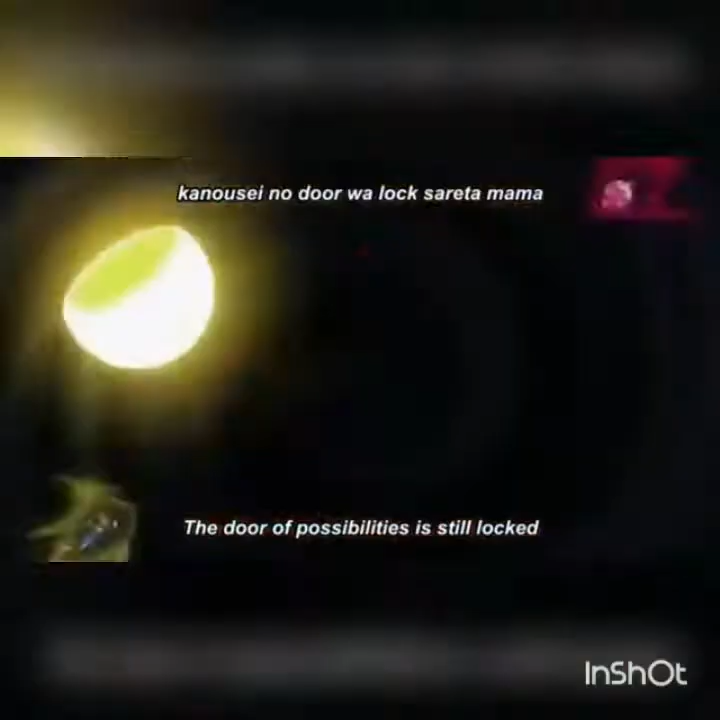 kanousei no door wa lock sareta mama
The door of possibilities is still locked
InShOt